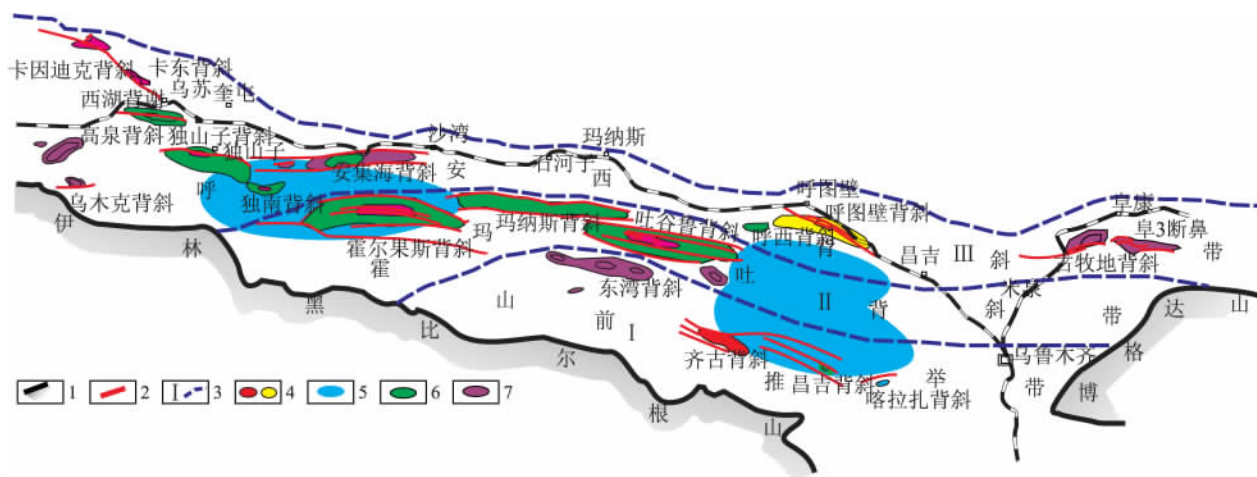 卡因迪克背斜
卡东背斜
乌苏
奎屯
西湖背斜
高泉背斜
独山子背斜
独山子
沙湾
石河子
玛纳斯
安集海背斜
安
西
呼
独南背斜
乌木克背斜
呼图壁
呼图壁背斜
阜康
阜3断鼻
古牧地背斜
玛纳斯背斜
吐谷鲁背斜
呼西背斜
背
昌吉
III
斜
带
米泉
伊
林
黑
比
尔
根
山
霍尔果斯背斜
玛
霍
东湾背斜
吐
山
前
I
II
背
斜
带
齐古背斜
推
昌吉背斜
喀拉扎背斜
举
带
乌鲁木齐
博
格
达
山
1
2
I 3
4
5
6
7